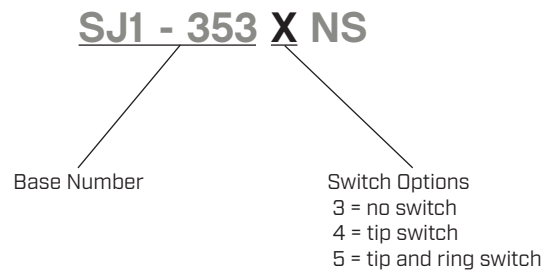 SJ1 - 353 X NS
Base Number
Switch Options
3 = no switch
4 = tip switch
5 = tip and ring switch